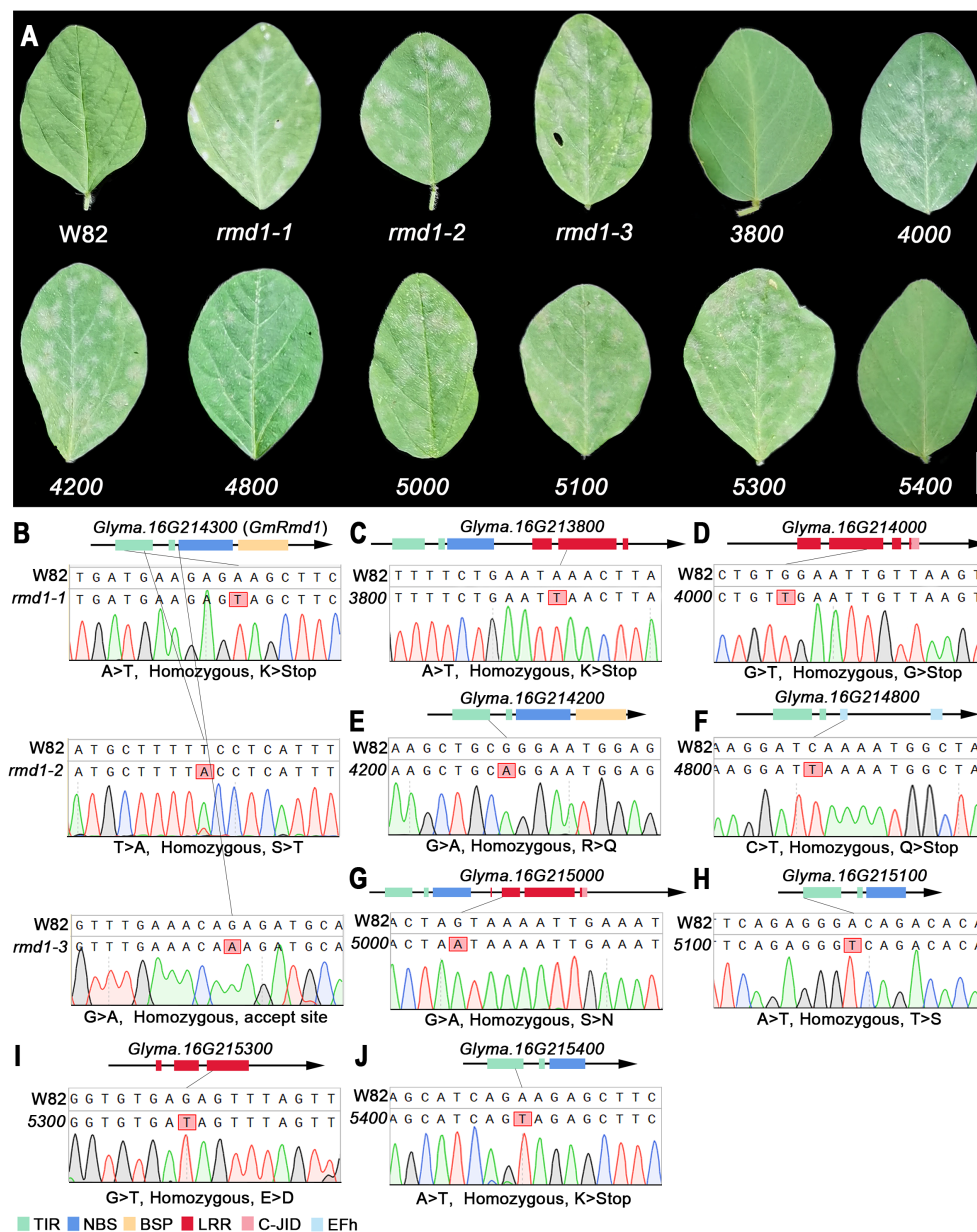 A
W82 rmd1-1 rmd1-2 rmd1-3 3800 4000
4200 4800 5000 5100 5300 5400
B
Glyma.16G214300 (GmRmd1)
W82 T G A T G A A G A G A A G C T T C
rmd1-1 T G A T G A A G A G T A G C T T C
A>T, Homozygous, K>Stop
W82 A T G C T T T T T C C T C A T T T
rmd1-2 A T G C T T T T A C C T C A T T T
T>A, Homozygous, S>T
W82 G T T T G A A A C A G A G A T G C A
rmd1-3 G T T T G A A A C A A A G A T G C A
G>A, Homozygous, accept site
C
Glyma.16G213800
W82 T T T T C T G A A T A A A C T T A
3800 T T T T C T G A A T T A A C T T A
A>T, Homozygous, K>Stop
D
Glyma.16G214000
W82 C T G T G G A A T T G T T A A G T
4000 C T G T T G A A T T G T T A A G T
G>T, Homozygous, G>Stop
E
Glyma.16G214200
W82 A A G C T G C G G G A A T G G A G
4200 A A G C T G C A G G A A T G G A G
G>A, Homozygous, R>Q
F
Glyma.16G214800
W82 A A G G A T C A A A A T G G C T A
4800 A A G G A T T A A A A T G G C T A
C>T, Homozygous, Q>Stop
G
Glyma.16G215000
W82 A C T A G T A A A A T T G A A A T
5000 A C T A A T A A A A T T G A A A T
G>A, Homozygous, S>N
H
Glyma.16G215100
W82 T C A G A G G G A C A G A C A C A
5100 T C A G A G G G T C A G A C A C A
A>T, Homozygous, T>S
I
Glyma.16G215300
W82 G G T G T G A G A G T T T A G T T
5300 G G T G T G A T A G T T T A G T T
G>T, Homozygous, E>D
J
Glyma.16G215400
W82 A G C A T C A G A A G A G C T T C
5400 A G C A T C A G T A G A G C T T C
A>T, Homozygous, K>Stop
TIR NBS BSP LRR C-JID EFh